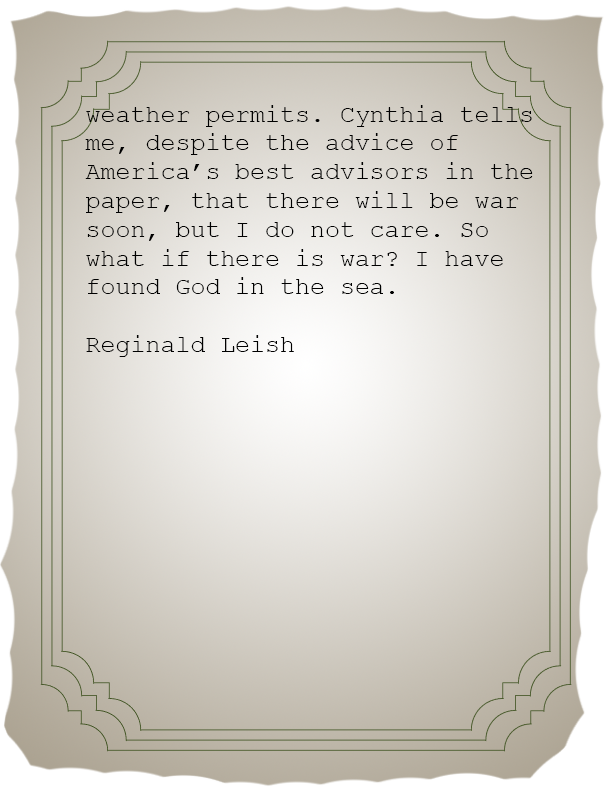 weather permits. Cynthia tells
me, despite the advice of
America’s best advisors in the
paper, that there will be war
soon, but I do not care. So
what if there is war? I have
found God in the sea.
Reginald Leish